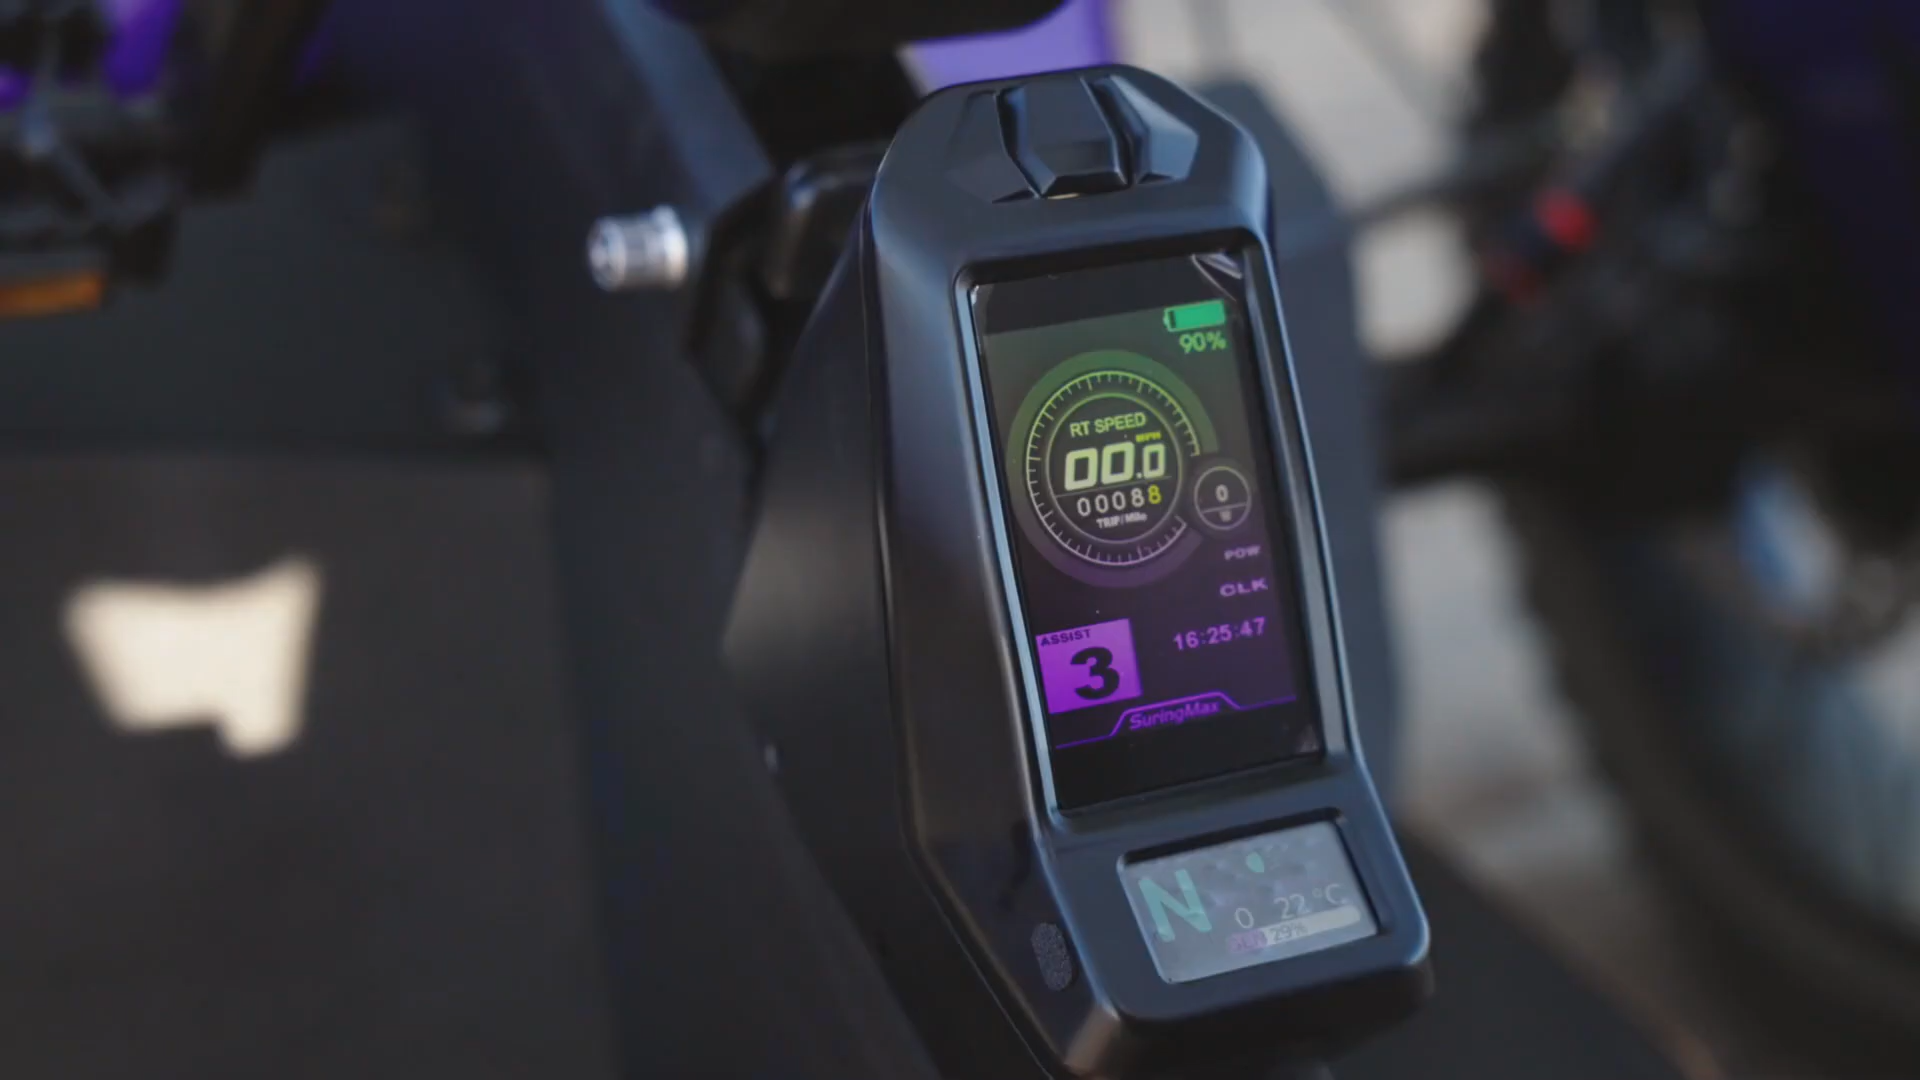 90%
RT SPEED
MPH
00.0
00088
TRIP/Mile
0
W
POW
CLK
ASSIST
3
16:25:47
SuringMax
N
0 22 °C
29%